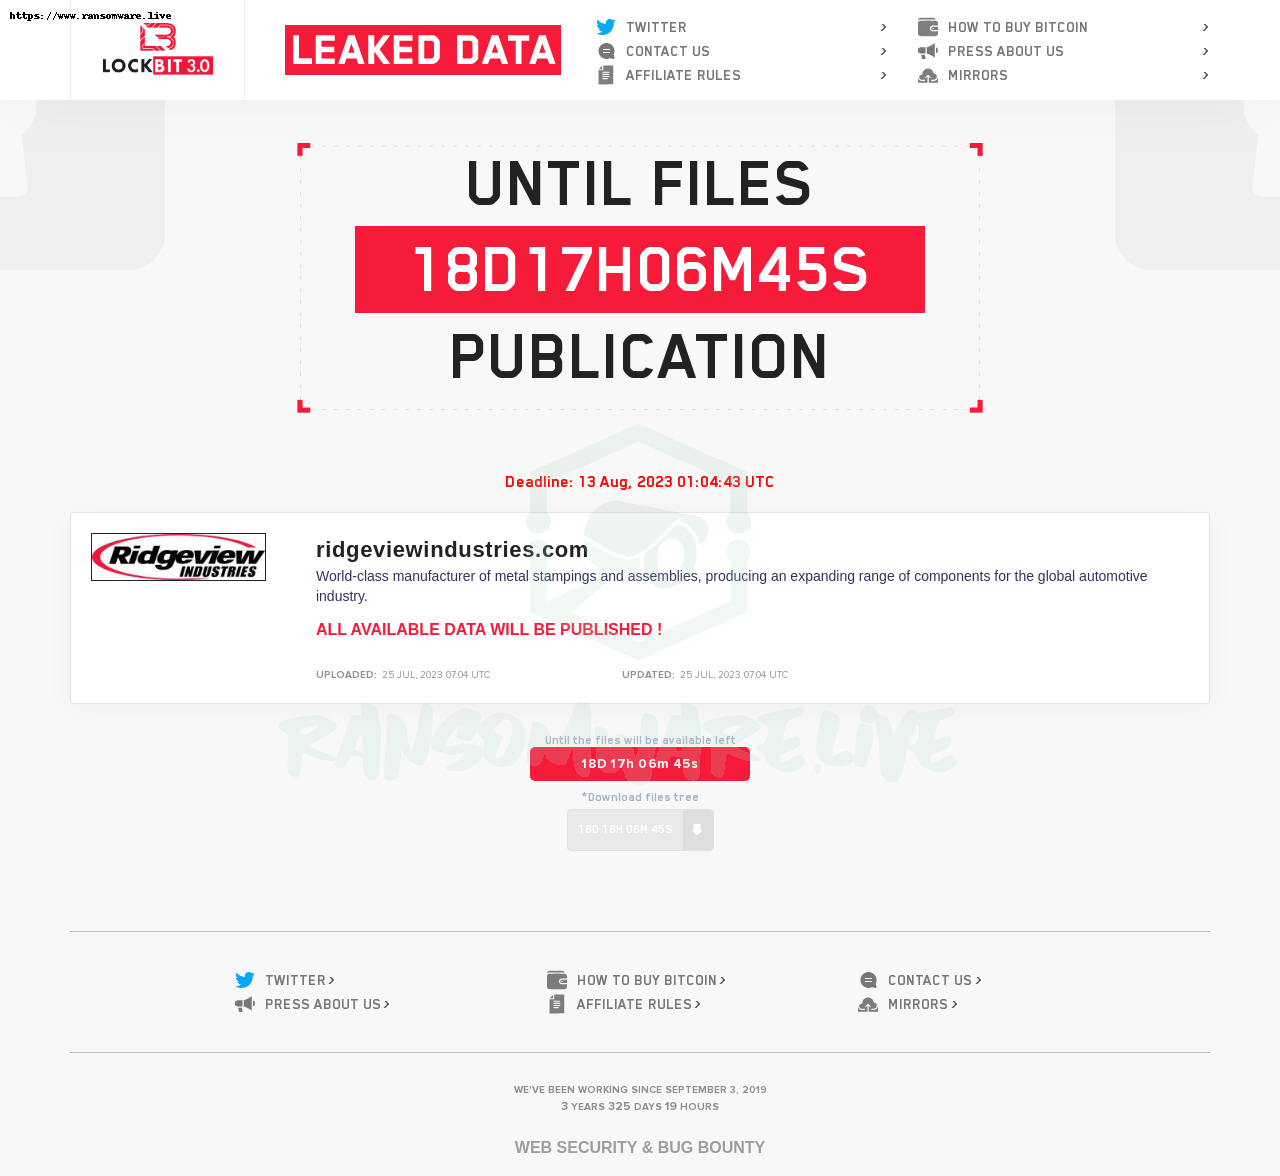 https://www.ransomware.live
LOCKBIT 3.0
LEAKED DATA
TWITTER
CONTACT US
AFFILIATE RULES
HOW TO BUY BITCOIN
PRESS ABOUT US
MIRRORS
UNTIL FILES
18D17H06M45S
PUBLICATION
Deadline: 13 Aug, 2023 01:04:43 UTC
Ridgeview
INDUSTRIES
ridgeviewindustries.com
World-class manufacturer of metal stampings and assemblies, producing an expanding range of components for the global automotive
industry.
ALL AVAILABLE DATA WILL BE PUBLISHED !
UPLOADED: 25 JUL, 2023 07:04 UTC
UPDATED: 25 JUL, 2023 07:04 UTC
RANSOMWARE.LIVE
Until the files will be available left
18D 17h 06m 45s
*Download files tree
18D 18H 06M 45S
TWITTER
HOW TO BUY BITCOIN
CONTACT US
PRESS ABOUT US
AFFILIATE RULES
MIRRORS
WE'VE BEEN WORKING SINCE SEPTEMBER 3, 2019
3 YEARS 325 DAYS 19 HOURS
WEB SECURITY & BUG BOUNTY